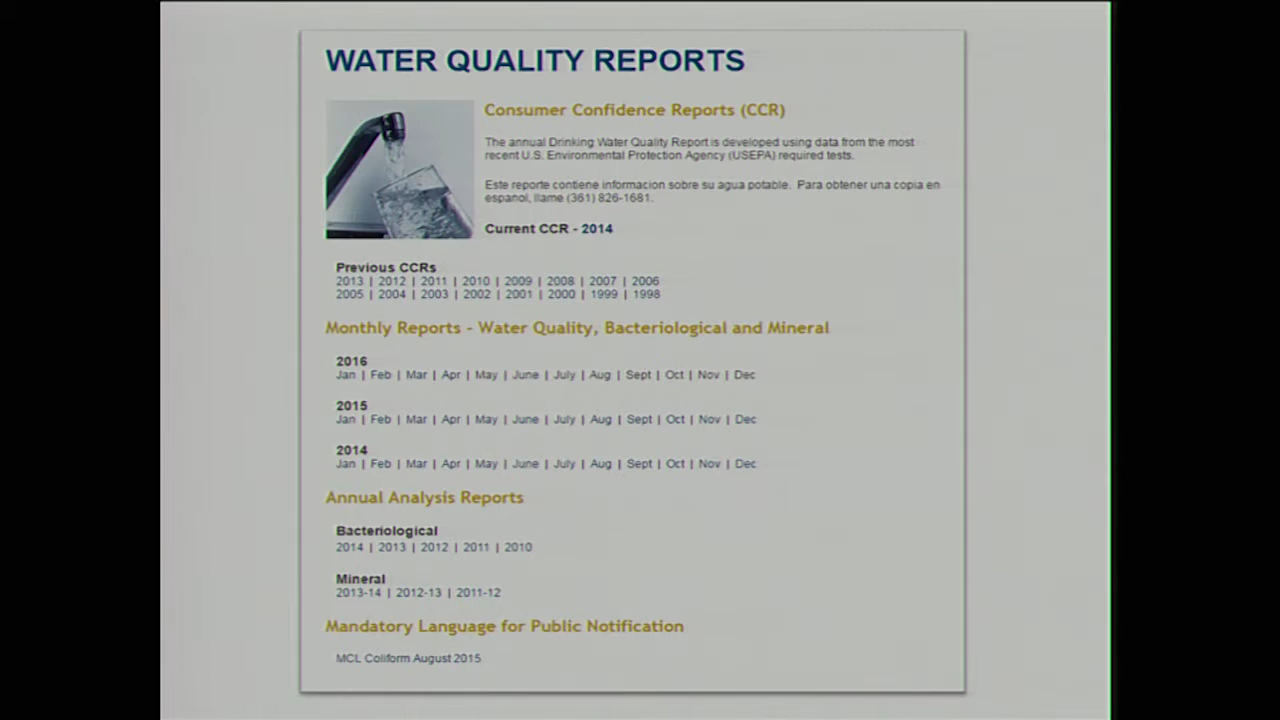 WATER QUALITY REPORTS
Consumer Confidence Reports (CCR)
The annual Drinking Water Quality Report is developed using data from the most
recent U.S. Environmental Protection Agency (USEPA) required tests.
Este reporte contiene informacion sobre su agua potable. Para obtener una copia en
espanol, llame (361) 826-1681.
Current CCR - 2014
Previous CCRs
2013 | 2012 | 2011 | 2010 | 2009 | 2008 | 2007 | 2006
2005 | 2004 | 2003 | 2002 | 2001 | 2000 | 1999 | 1998
Monthly Reports - Water Quality, Bacteriological and Mineral
2016
Jan | Feb | Mar | Apr | May | June | July | Aug | Sept | Oct | Nov | Dec
2015
Jan | Feb | Mar | Apr | May | June | July | Aug | Sept | Oct | Nov | Dec
2014
Jan | Feb | Mar | Apr | May | June | July | Aug | Sept | Oct | Nov | Dec
Annual Analysis Reports
Bacteriological
2014 | 2013 | 2012 | 2011 | 2010
Mineral
2013-14 | 2012-13 | 2011-12
Mandatory Language for Public Notification
MCL Coliform August 2015